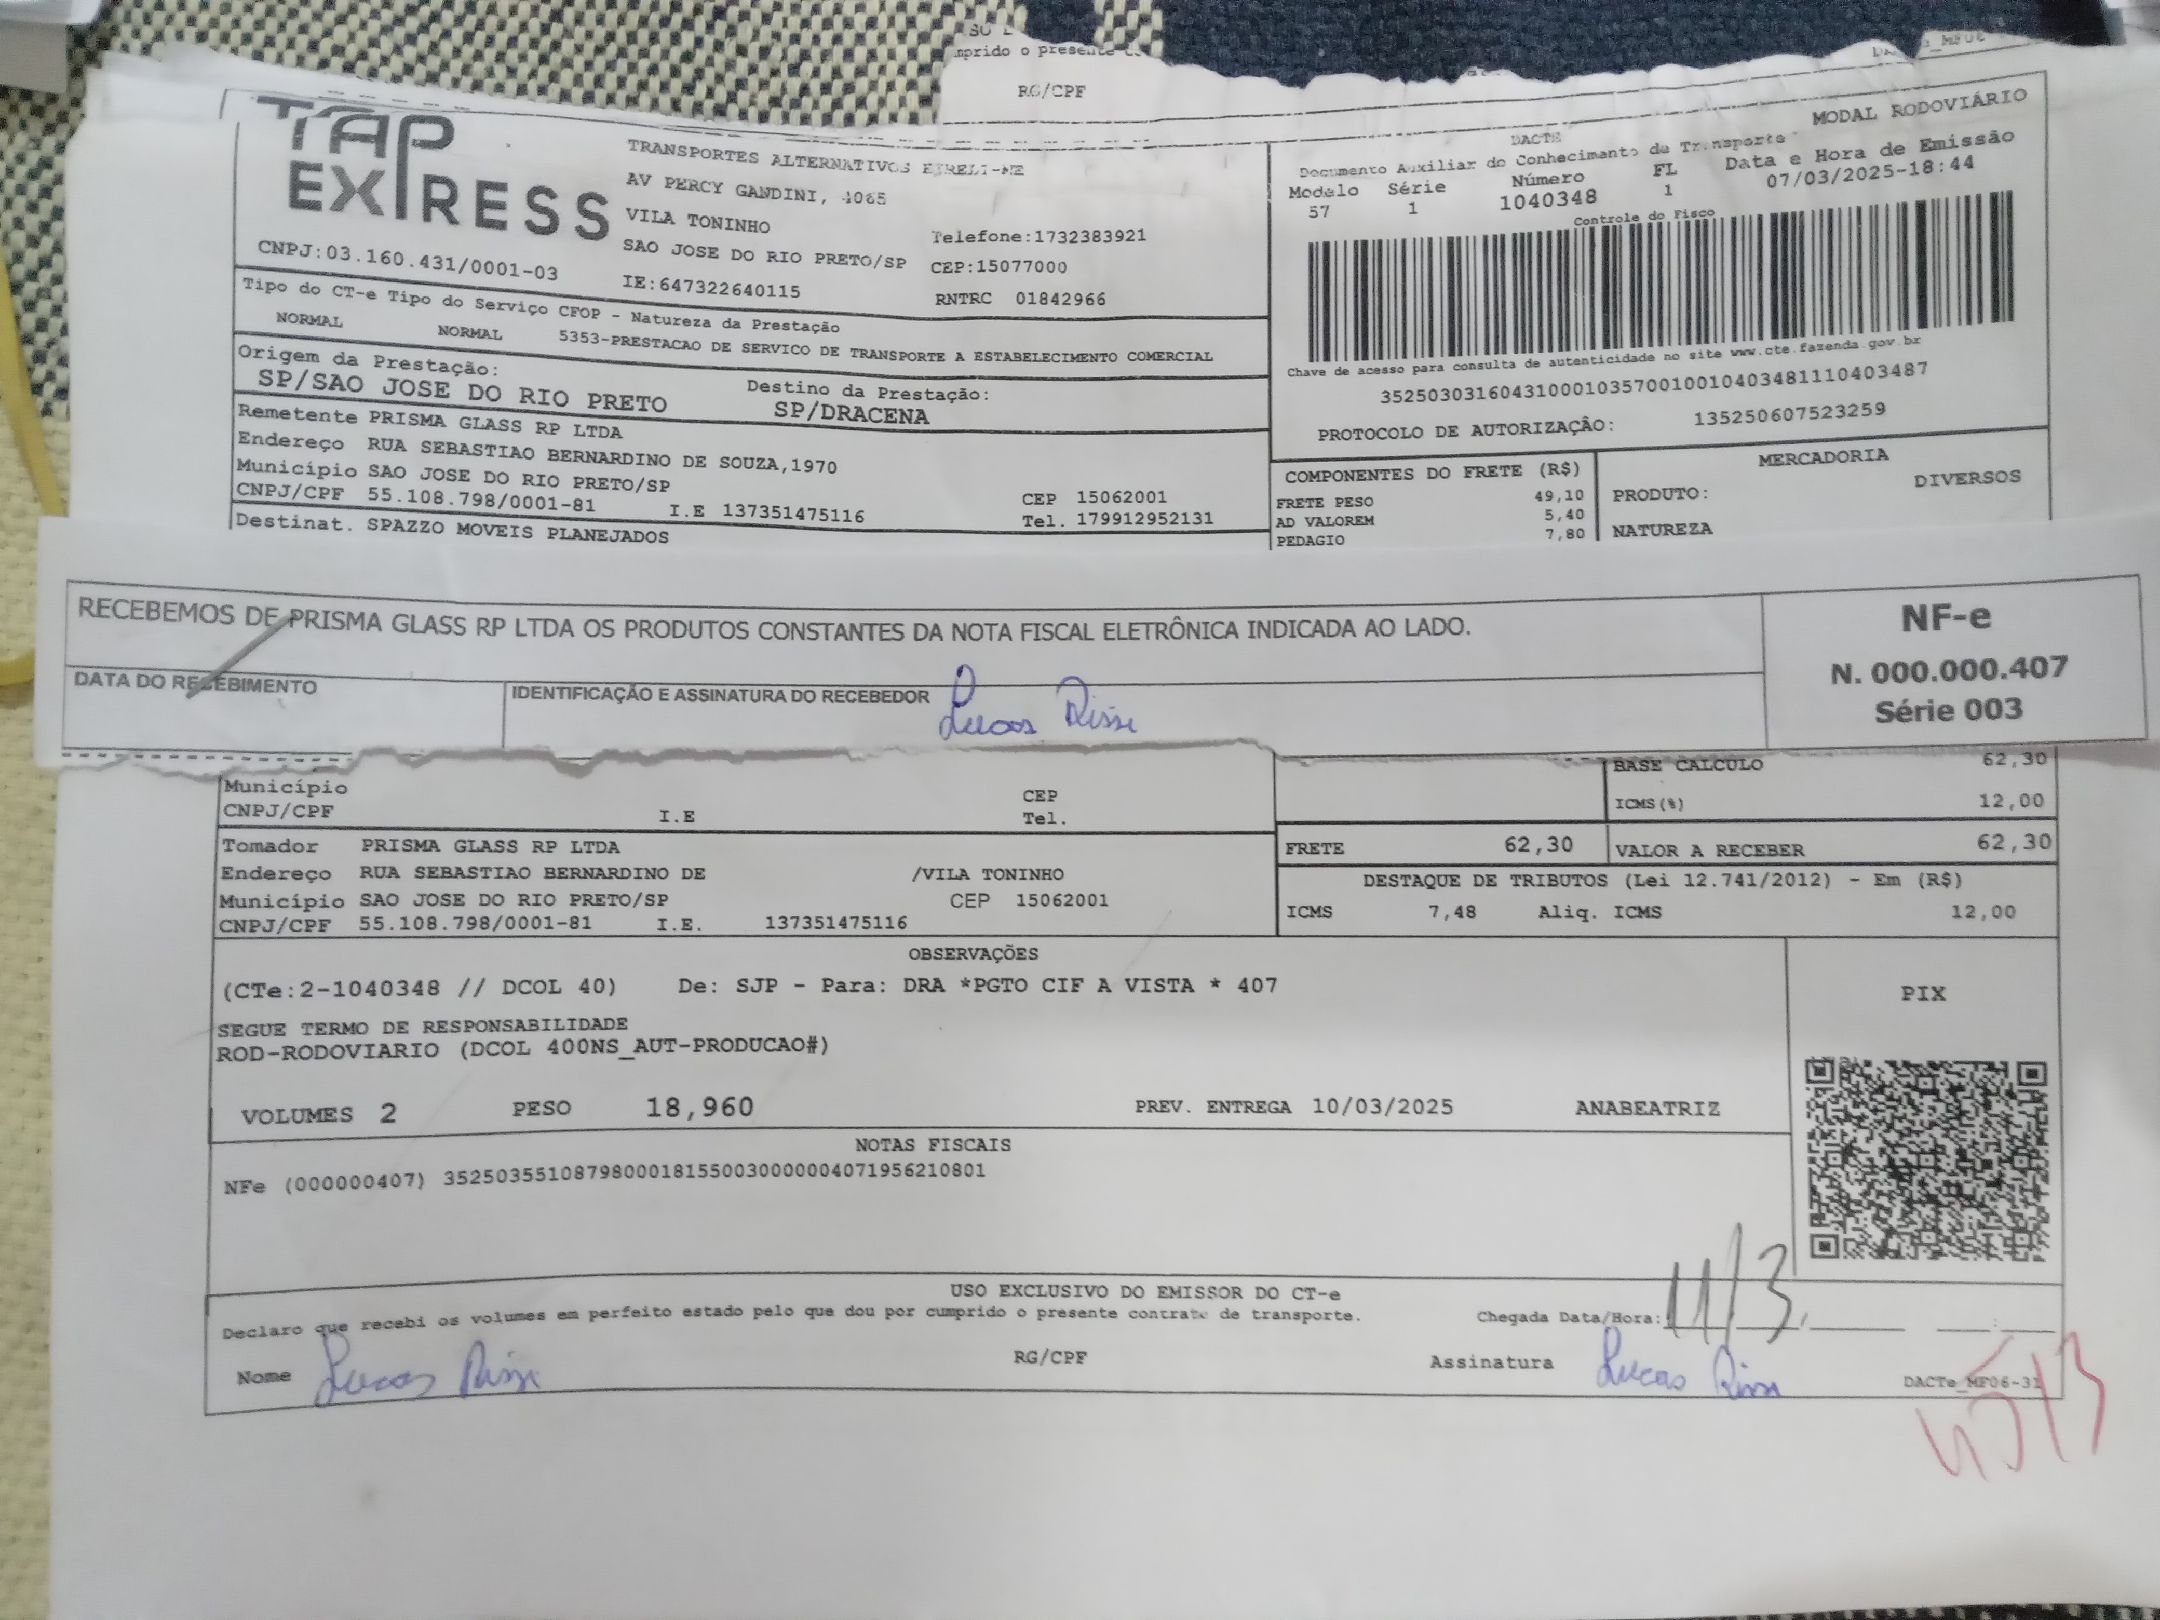 mprido o presente
RG/CPF
TAP EXPRESS
CNPJ:03.160.431/0001-03
TRANSPORTES ALTERNATIVOS EIRELI-ME
AV PERCY GANDINI, 1065
VILA TONINHO
Telefone:1732383921
SAO JOSE DO RIO PRETO/SP CEP:15077000
IE:647322640115 RNTRC 01842966
MODAL RODOVIÁRIO
DACTE
Documento Auxiliar do Conhecimento de Transporte
Modelo Série Número FL Data e Hora de Emissão
57 1 1040348 1 07/03/2025-18:44
Controle do Fisco
Chave de acesso para consulta de autenticidade no site www.cte.fazenda.gov.br
35250303160431000103570010010403481110403487
PROTOCOLO DE AUTORIZAÇÃO: 135250607523259
Tipo do CT-e Tipo do Serviço CFOP - Natureza da Prestação
NORMAL NORMAL 5353-PRESTACAO DE SERVICO DE TRANSPORTE A ESTABELECIMENTO COMERCIAL
Origem da Prestação: Destino da Prestação:
SP/SAO JOSE DO RIO PRETO SP/DRACENA
Remetente PRISMA GLASS RP LTDA
Endereço RUA SEBASTIAO BERNARDINO DE SOUZA,1970
Município SAO JOSE DO RIO PRETO/SP CEP 15062001
CNPJ/CPF 55.108.798/0001-81 I.E 137351475116 Tel. 179912952131
Destinat. SPAZZO MOVEIS PLANEJADOS
COMPONENTES DO FRETE (R$)
FRETE PESO 49,10
AD VALOREM 5,40
PEDAGIO 7,80
MERCADORIA
PRODUTO: DIVERSOS
NATUREZA
RECEBEMOS DE PRISMA GLASS RP LTDA OS PRODUTOS CONSTANTES DA NOTA FISCAL ELETRÔNICA INDICADA AO LADO.
DATA DO RECEBIMENTO
IDENTIFICAÇÃO E ASSINATURA DO RECEBEDOR Lucas Rissi
NF-e
N. 000.000.407
Série 003
Município CEP
CNPJ/CPF I.E Tel.
BASE CALCULO 62,30
ICMS(%) 12,00
Tomador PRISMA GLASS RP LTDA
Endereço RUA SEBASTIAO BERNARDINO DE /VILA TONINHO
Município SAO JOSE DO RIO PRETO/SP CEP 15062001
CNPJ/CPF 55.108.798/0001-81 I.E. 137351475116
FRETE 62,30 VALOR A RECEBER 62,30
DESTAQUE DE TRIBUTOS (Lei 12.741/2012) - Em (R$)
ICMS 7,48 Aliq. ICMS 12,00
OBSERVAÇÕES
(CTe:2-1040348 // DCOL 40) De: SJP - Para: DRA *PGTO CIF A VISTA * 407
SEGUE TERMO DE RESPONSABILIDADE
ROD-RODOVIARIO (DCOL 400NS_AUT-PRODUCAO#)
VOLUMES 2 PESO 18,960 PREV. ENTREGA 10/03/2025 ANABEATRIZ
PIX
NOTAS FISCAIS
NFe (000000407) 35250355108798000181550030000004071956210801
USO EXCLUSIVO DO EMISSOR DO CT-e
Declaro que recebi os volumes em perfeito estado pelo que dou por cumprido o presente contrato de transporte. Chegada Data/Hora: 11/3
Nome Lucas Rissi RG/CPF Assinatura Lucas Rissi
DACTe_MF06-31